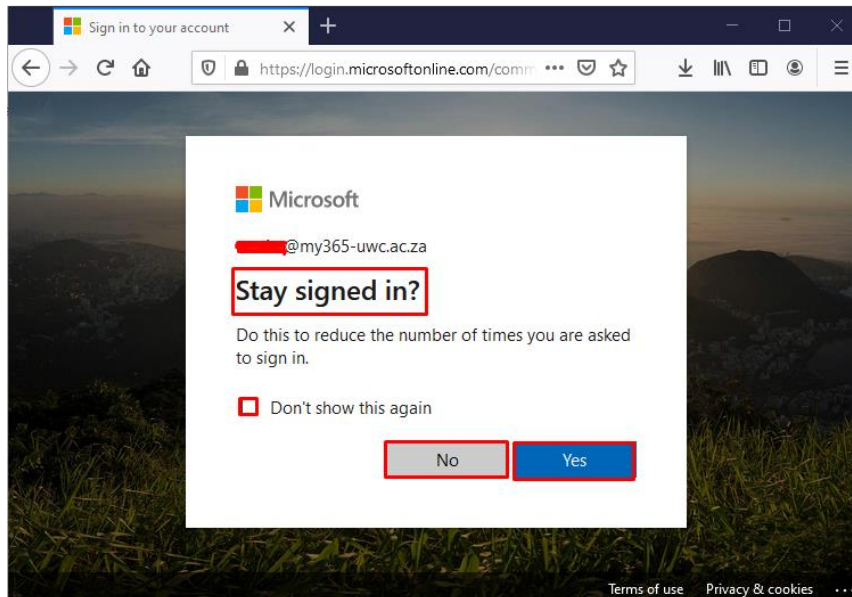 Sign in to your account
https://login.microsoftonline.com/comm
Microsoft
@my365-uwc.ac.za
Stay signed in?
Do this to reduce the number of times you are asked
to sign in.
Don't show this again
No
Yes
Terms of use
Privacy & cookies